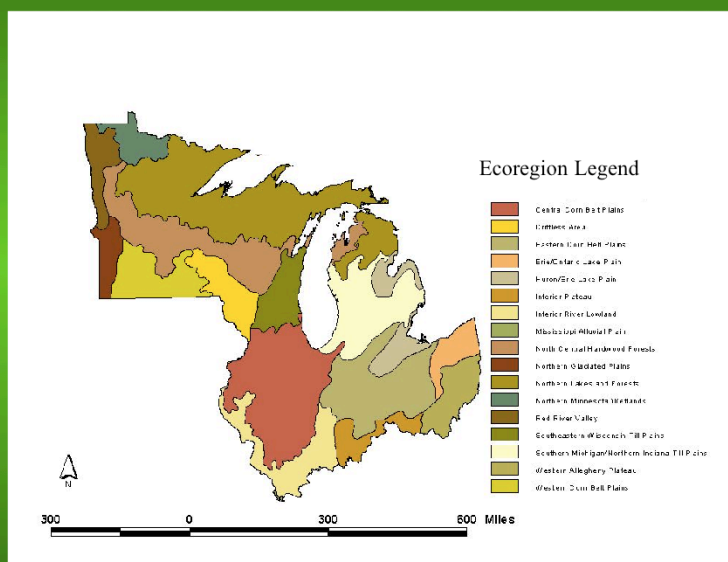 Ecoregion Legend
Central Corn Belt Plains
Driftless Area
Eastern Corn Belt Plains
Erie/Ontario Lake Plain
Huron/Erie Lake Plain
Interior Plateau
Interior River Lowland
Mississippi Alluvial Plain
North Central Hardwood Forests
Northern Glaciated Plains
Northern Lakes and Forests
Northern Minnesota Wetlands
Red River Valley
Southeastern Wisconsin Till Plains
Southern Michigan/Northern Indiana Till Plains
Western Allegheny Plateau
Western Corn Belt Plains
N
300 0 300 600 Miles